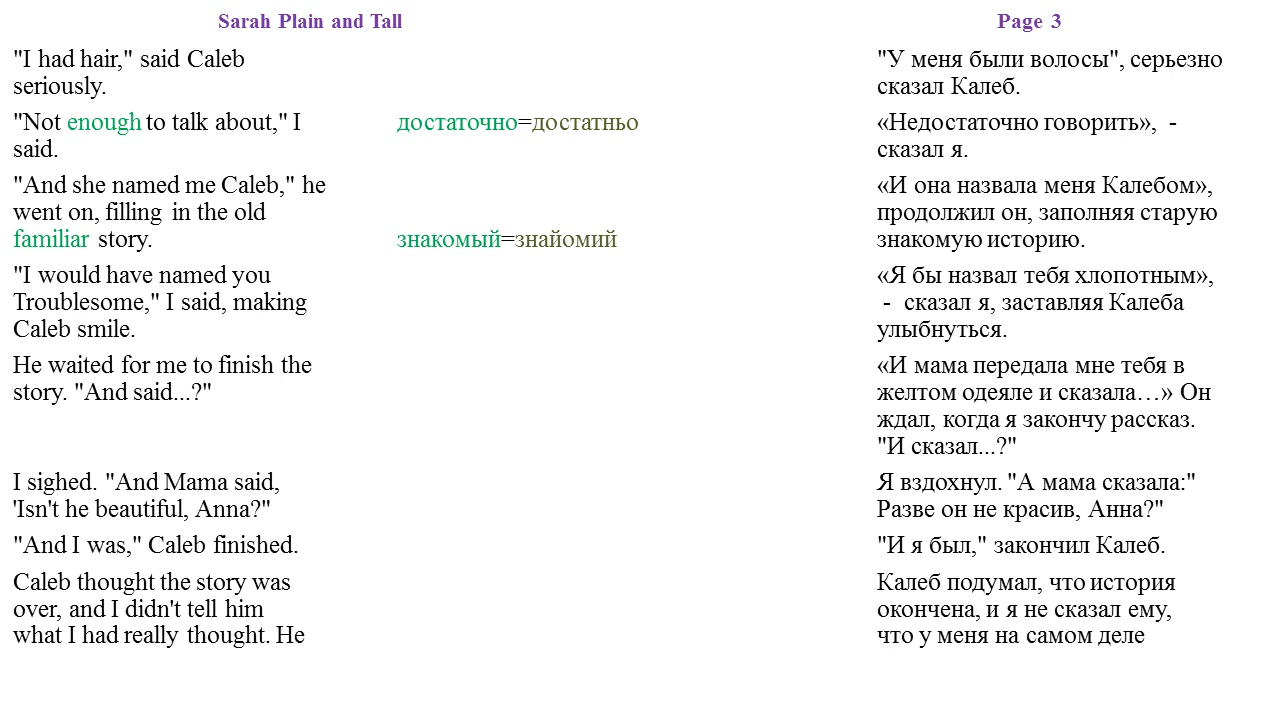 Sarah Plain and Tall
Page 3
"I had hair," said Caleb
seriously.
"У меня были волосы", серьезно
сказал Калеб.
"Not enough to talk about," I
said.
достаточно=достатньо
«Недостаточно говорить»,  -
сказал я.
"And she named me Caleb," he
went on, filling in the old
familiar story.
знакомый=знайомий
«И она назвала меня Калебом»,
продолжил он, заполняя старую
знакомую историю.
"I would have named you
Troublesome," I said, making
Caleb smile.
«Я бы назвал тебя хлопотным»,
-  сказал я, заставляя Калеба
улыбнуться.
He waited for me to finish the
story. "And said...?"
«И мама передала мне тебя в
желтом одеяле и сказала…» Он
ждал, когда я закончу рассказ.
"И сказал...?"
I sighed. "And Mama said,
'Isn't he beautiful, Anna?"
Я вздохнул. "А мама сказала:"
Разве он не красив, Анна?"
"And I was," Caleb finished.
"И я был," закончил Калеб.
Caleb thought the story was
over, and I didn't tell him
what I had really thought. He
Калеб подумал, что история
окончена, и я не сказал ему,
что у меня на самом деле